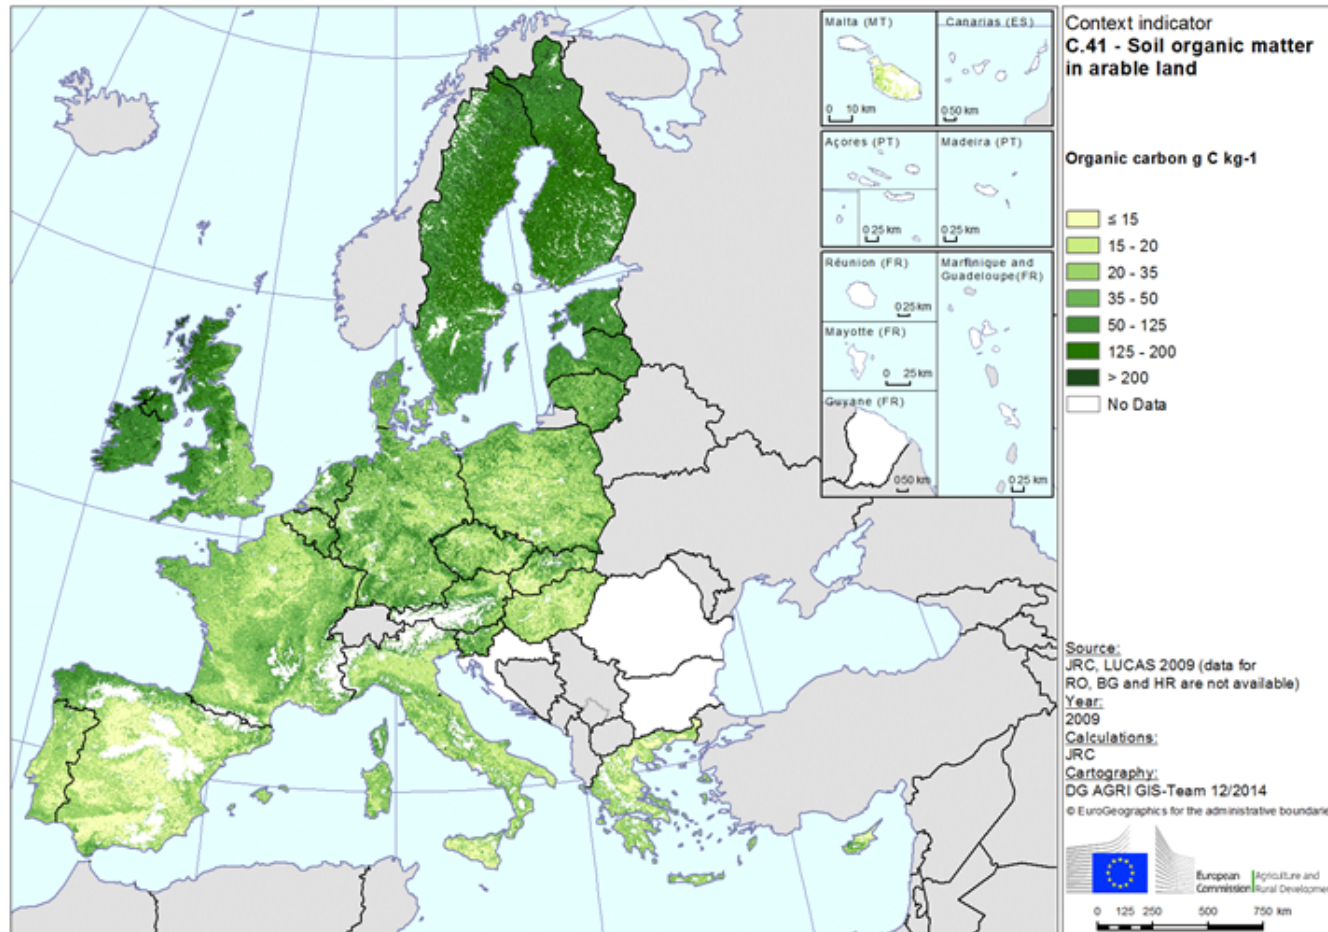 Malta (MT)
0 10 km
Canarias (ES)
0 50 km
Açores (PT)
0 25 km
Madeira (PT)
0 25 km
Réunion (FR)
0 25 km
Martinique and
Guadeloupe(FR)
0 25 km
Mayotte (FR)
0 25 km
Guyane (FR)
0 50 km
Context indicator
C.41 - Soil organic matter
in arable land
Organic carbon g C kg-1
≤ 15
15 - 20
20 - 35
35 - 50
50 - 125
125 - 200
> 200
No Data
Source:
JRC, LUCAS 2009 (data for
RO, BG and HR are not available)
Year:
2009
Calculations:
JRC
Cartography:
DG AGRI GIS-Team 12/2014
© EuroGeographics for the administrative boundarie
European
Commission
Agriculture and
Rural Developmen
0 125 250 500 750 km